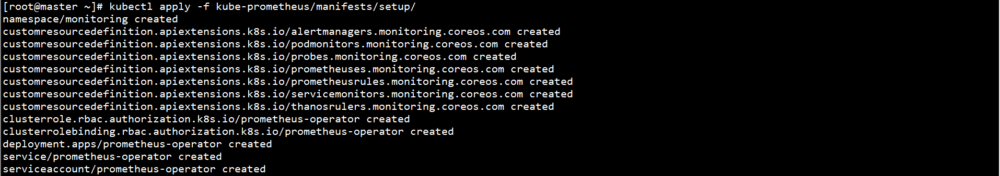 [root@master ~]# kubectl apply -f kube-prometheus/manifests/setup/
namespace/monitoring created
customresourcedefinition.apiextensions.k8s.io/alertmanagers.monitoring.coreos.com created
customresourcedefinition.apiextensions.k8s.io/podmonitors.monitoring.coreos.com created
customresourcedefinition.apiextensions.k8s.io/probes.monitoring.coreos.com created
customresourcedefinition.apiextensions.k8s.io/prometheuses.monitoring.coreos.com created
customresourcedefinition.apiextensions.k8s.io/prometheusrules.monitoring.coreos.com created
customresourcedefinition.apiextensions.k8s.io/servicemonitors.monitoring.coreos.com created
customresourcedefinition.apiextensions.k8s.io/thanosrulers.monitoring.coreos.com created
clusterrole.rbac.authorization.k8s.io/prometheus-operator created
clusterrolebinding.rbac.authorization.k8s.io/prometheus-operator created
deployment.apps/prometheus-operator created
service/prometheus-operator created
serviceaccount/prometheus-operator created